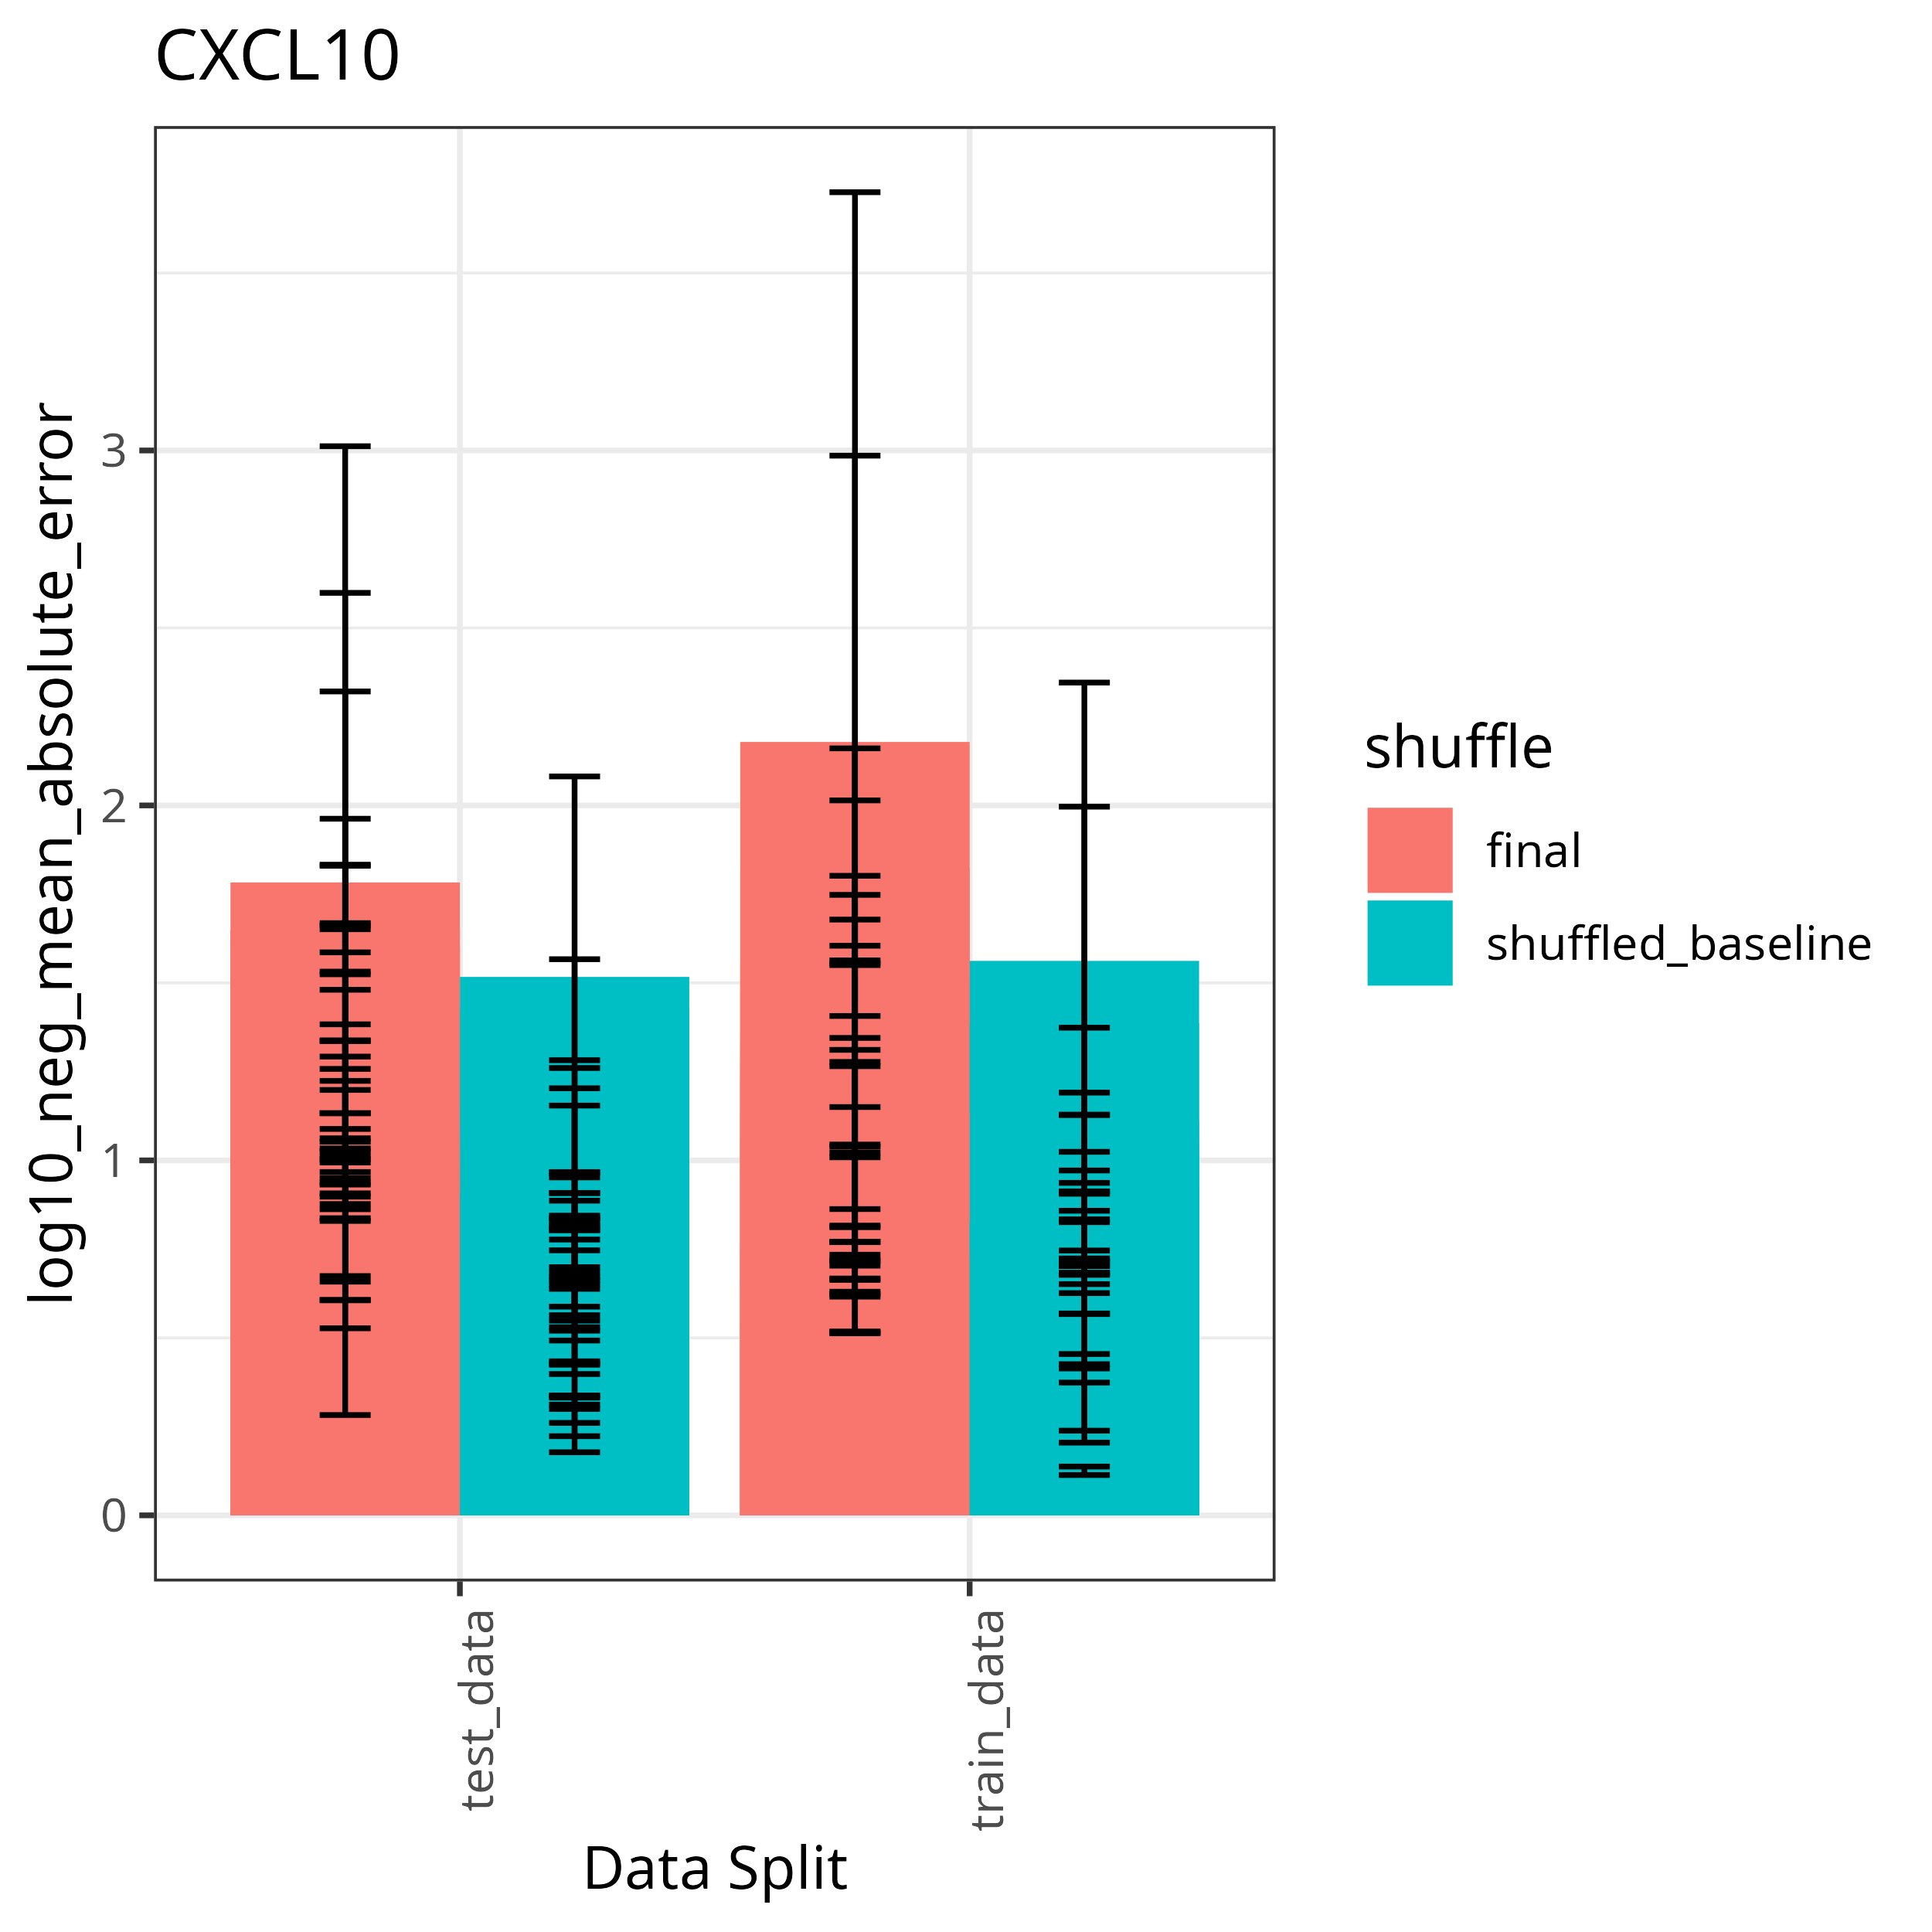 CXCL10
log10_neg_mean_absolute_error
3
2
1
0
test_data
train_data
Data Split
shuffle
final
shuffled_baseline